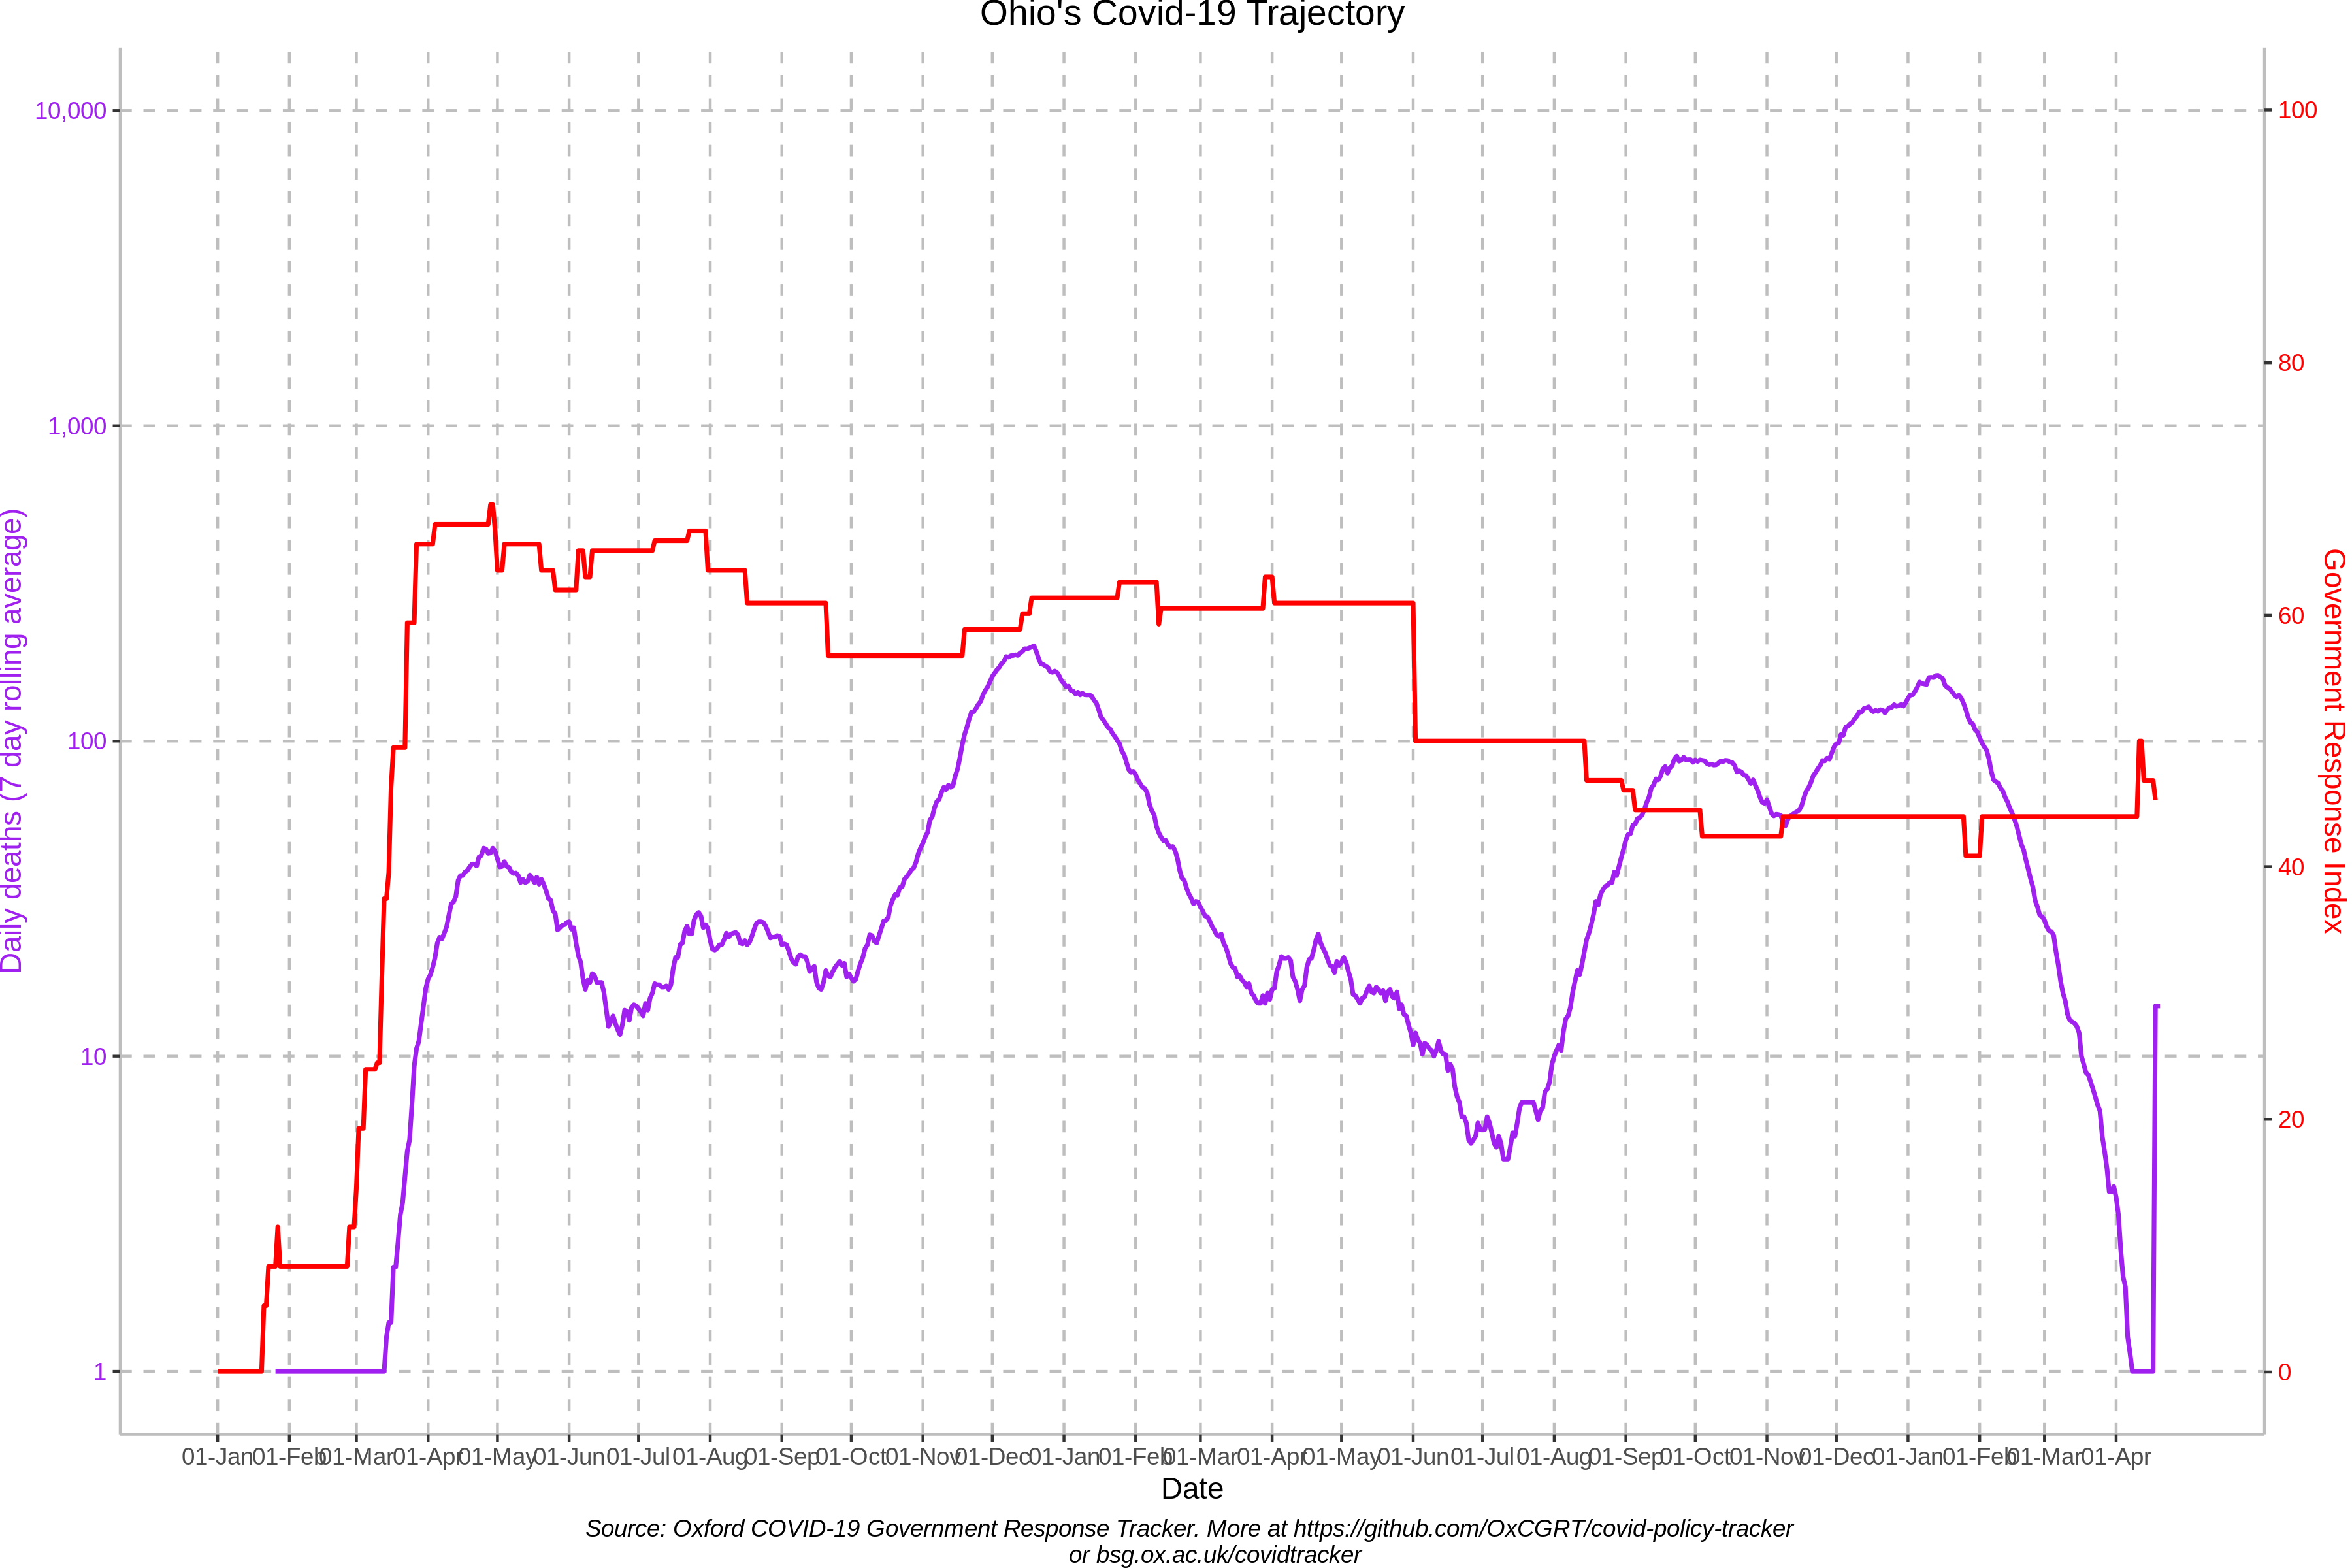 Ohio's Covid-19 Trajectory
10,000
1,000
100
10
1
Daily deaths (7 day rolling average)
100
80
60
40
20
0
Government Response Index
01-Jan 01-Feb 01-Mar 01-Apr 01-May 01-Jun 01-Jul 01-Aug 01-Sep 01-Oct 01-Nov 01-Dec 01-Jan 01-Feb 01-Mar 01-Apr 01-May 01-Jun 01-Jul 01-Aug 01-Sep 01-Oct 01-Nov 01-Dec 01-Jan 01-Feb 01-Mar 01-Apr
Date
Source: Oxford COVID-19 Government Response Tracker. More at https://github.com/OxCGRT/covid-policy-tracker
or bsg.ox.ac.uk/covidtracker